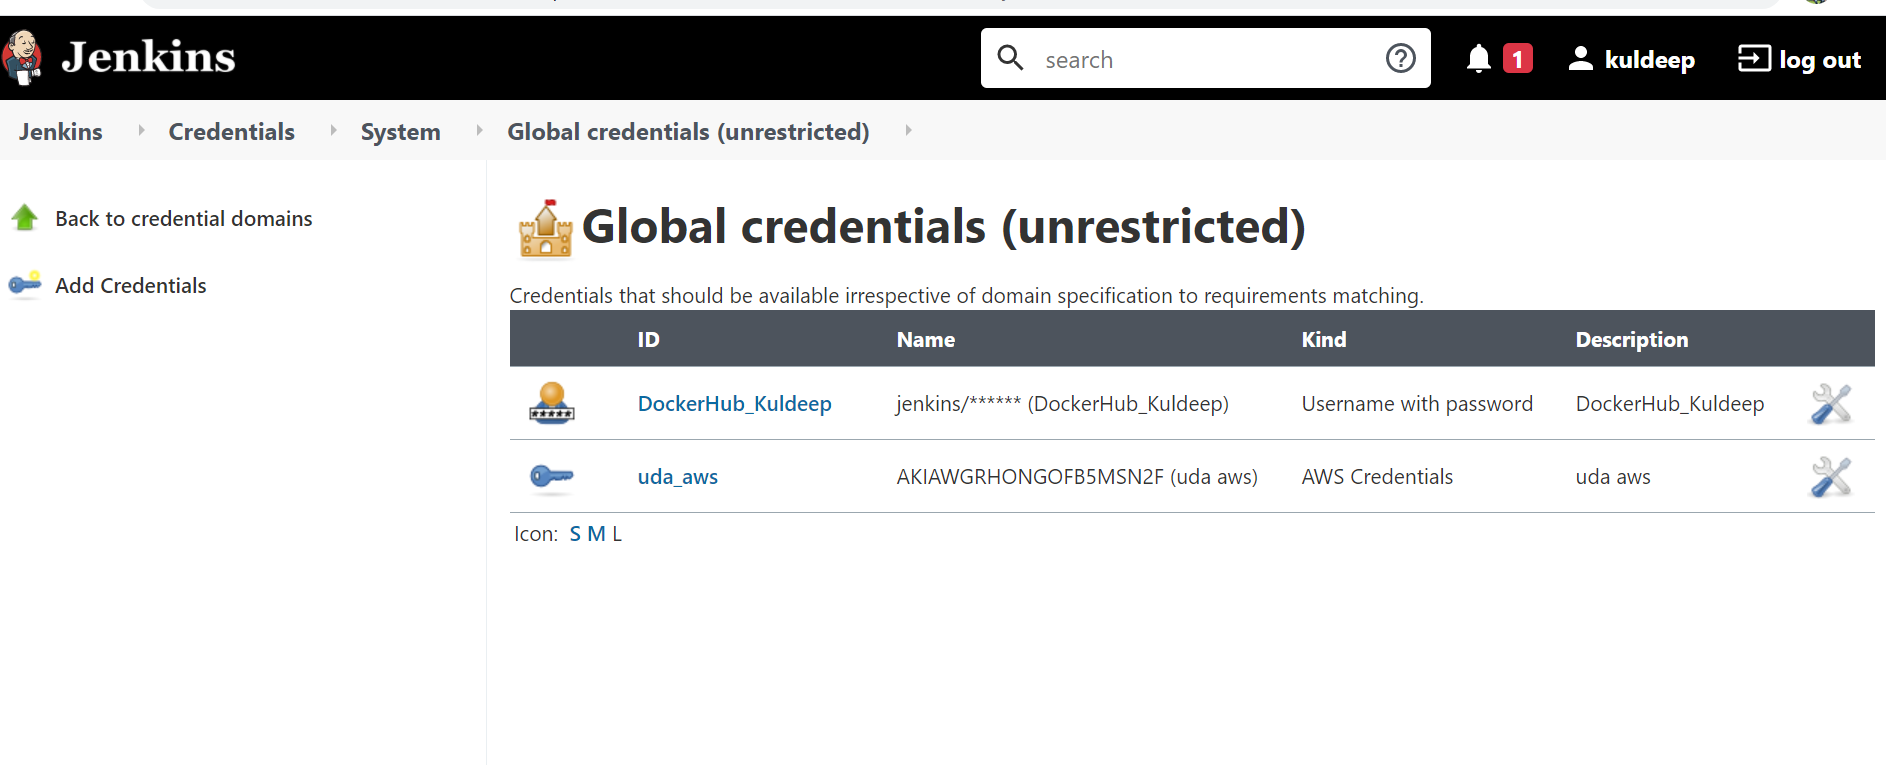 Jenkins
search
1
kuldeep
log out
Jenkins Credentials System Global credentials (unrestricted)
Back to credential domains
Add Credentials
Global credentials (unrestricted)
Credentials that should be available irrespective of domain specification to requirements matching.
ID Name Kind Description
DockerHub_Kuldeep jenkins/****** (DockerHub_Kuldeep) Username with password DockerHub_Kuldeep
uda_aws AKIAWGRHONGOFB5MSN2F (uda aws) AWS Credentials uda aws
Icon: S M L